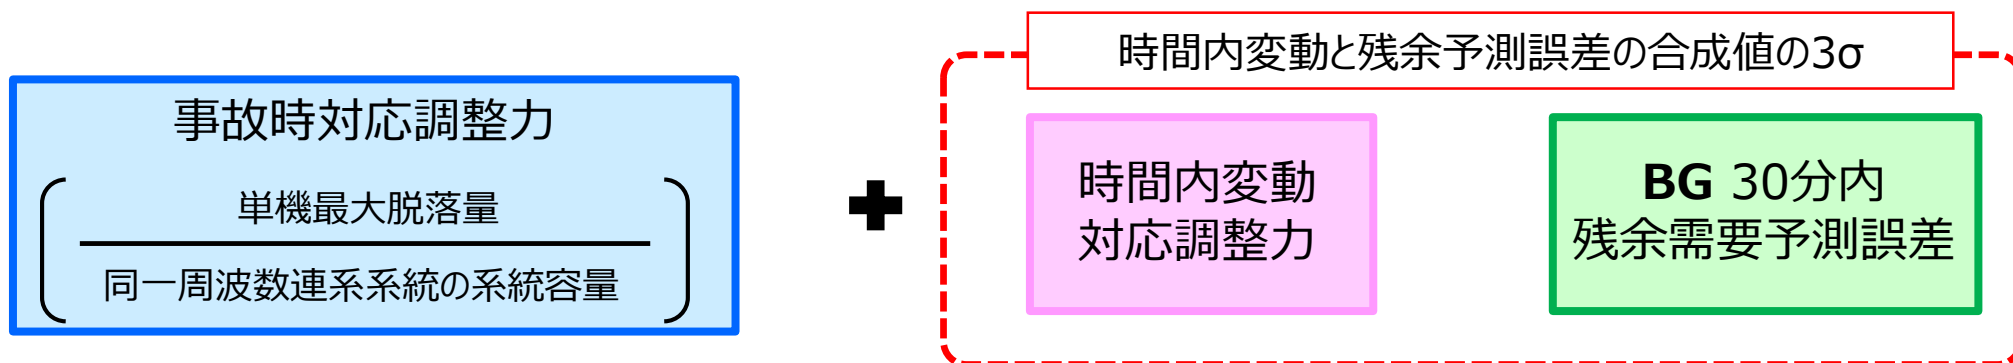 時間内変動と残余予測誤差の合成値の3σ
事故時対応調整力
単機最大脱落量
同一周波数連系系統の系統容量
+
時間内変動
対応調整力
BG 30分内
残余需要予測誤差